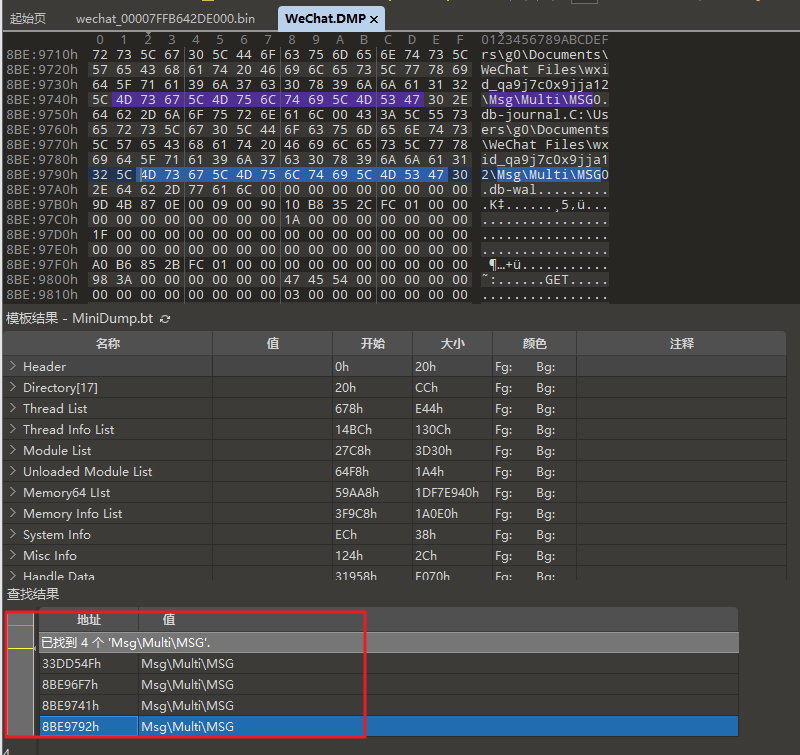 起始页 wechat_00007FFB642DE000.bin WeChat.DMP ×
0 1 2 3 4 5 6 7 8 9 A B C D E F 0123456789ABCDEF
8BE:9710h 72 73 5C 67 30 5C 44 6F 63 75 6D 65 6E 74 73 5C rs\g0\Documents\
8BE:9720h 57 65 43 68 61 74 20 46 69 6C 65 73 5C 77 78 69 WeChat Files\wxi
8BE:9730h 64 5F 71 61 39 6A 37 63 30 78 39 6A 6A 61 31 32 d_qa9j7c0x9jja12
8BE:9740h 5C 4D 73 67 5C 4D 75 6C 74 69 5C 4D 53 47 30 2E \Msg\Multi\MSG0.
8BE:9750h 64 62 2D 6A 6F 75 72 6E 61 6C 00 43 3A 5C 55 73 db-journal.C:\Us
8BE:9760h 65 72 73 5C 67 30 5C 44 6F 63 75 6D 65 6E 74 73 ers\g0\Documents
8BE:9770h 5C 57 65 43 68 61 74 20 46 69 6C 65 73 5C 77 78 \WeChat Files\wx
8BE:9780h 69 64 5F 71 61 39 6A 37 63 30 78 39 6A 6A 61 31 id_qa9j7c0x9jja1
8BE:9790h 32 5C 4D 73 67 5C 4D 75 6C 74 69 5C 4D 53 47 30 2\Msg\Multi\MSG0
8BE:97A0h 2E 64 62 2D 77 61 6C 00 00 00 00 00 00 00 00 00 .db-wal.........
8BE:97B0h 9D 4B 87 0E 00 09 00 90 10 B8 35 2C FC 01 00 00 .K‡......¸5,ü...
8BE:97C0h 00 00 00 00 00 00 00 00 1A 00 00 00 00 00 00 00 ................
8BE:97D0h 1F 00 00 00 00 00 00 00 00 00 00 00 00 00 00 00 ................
8BE:97E0h 00 00 00 00 00 00 00 00 00 00 00 00 00 00 00 00 ................
8BE:97F0h A0 B6 85 2B FC 01 00 00 00 00 00 00 00 00 00 00 ¶…+ü...........
8BE:9800h 98 3A 00 00 00 00 00 00 47 45 54 00 00 00 00 00 ˜:......GET.....
8BE:9810h 00 00 00 00 00 00 00 00 03 00 00 00 00 00 00 00 ................
模板结果 - MiniDump.bt
名称 值 开始 大小 颜色 注释
Header 0h 20h Fg: Bg:
Directory[17] 20h CCh Fg: Bg:
Thread List 678h E44h Fg: Bg:
Thread Info List 14BCh 130Ch Fg: Bg:
Module List 27C8h 3D30h Fg: Bg:
Unloaded Module List 64F8h 1A4h Fg: Bg:
Memory64 LIst 59AA8h 1DF7E940h Fg: Bg:
Memory Info List 3F9C8h 1A0E0h Fg: Bg:
System Info ECh 38h Fg: Bg:
Misc Info 124h 2Ch Fg: Bg:
Handle Data 31958h E070h Fg: Bg:
查找结果
地址 值
已找到 4 个 'Msg\Multi\MSG'.
33DD54Fh Msg\Multi\MSG
8BE96F7h Msg\Multi\MSG
8BE9741h Msg\Multi\MSG
8BE9792h Msg\Multi\MSG